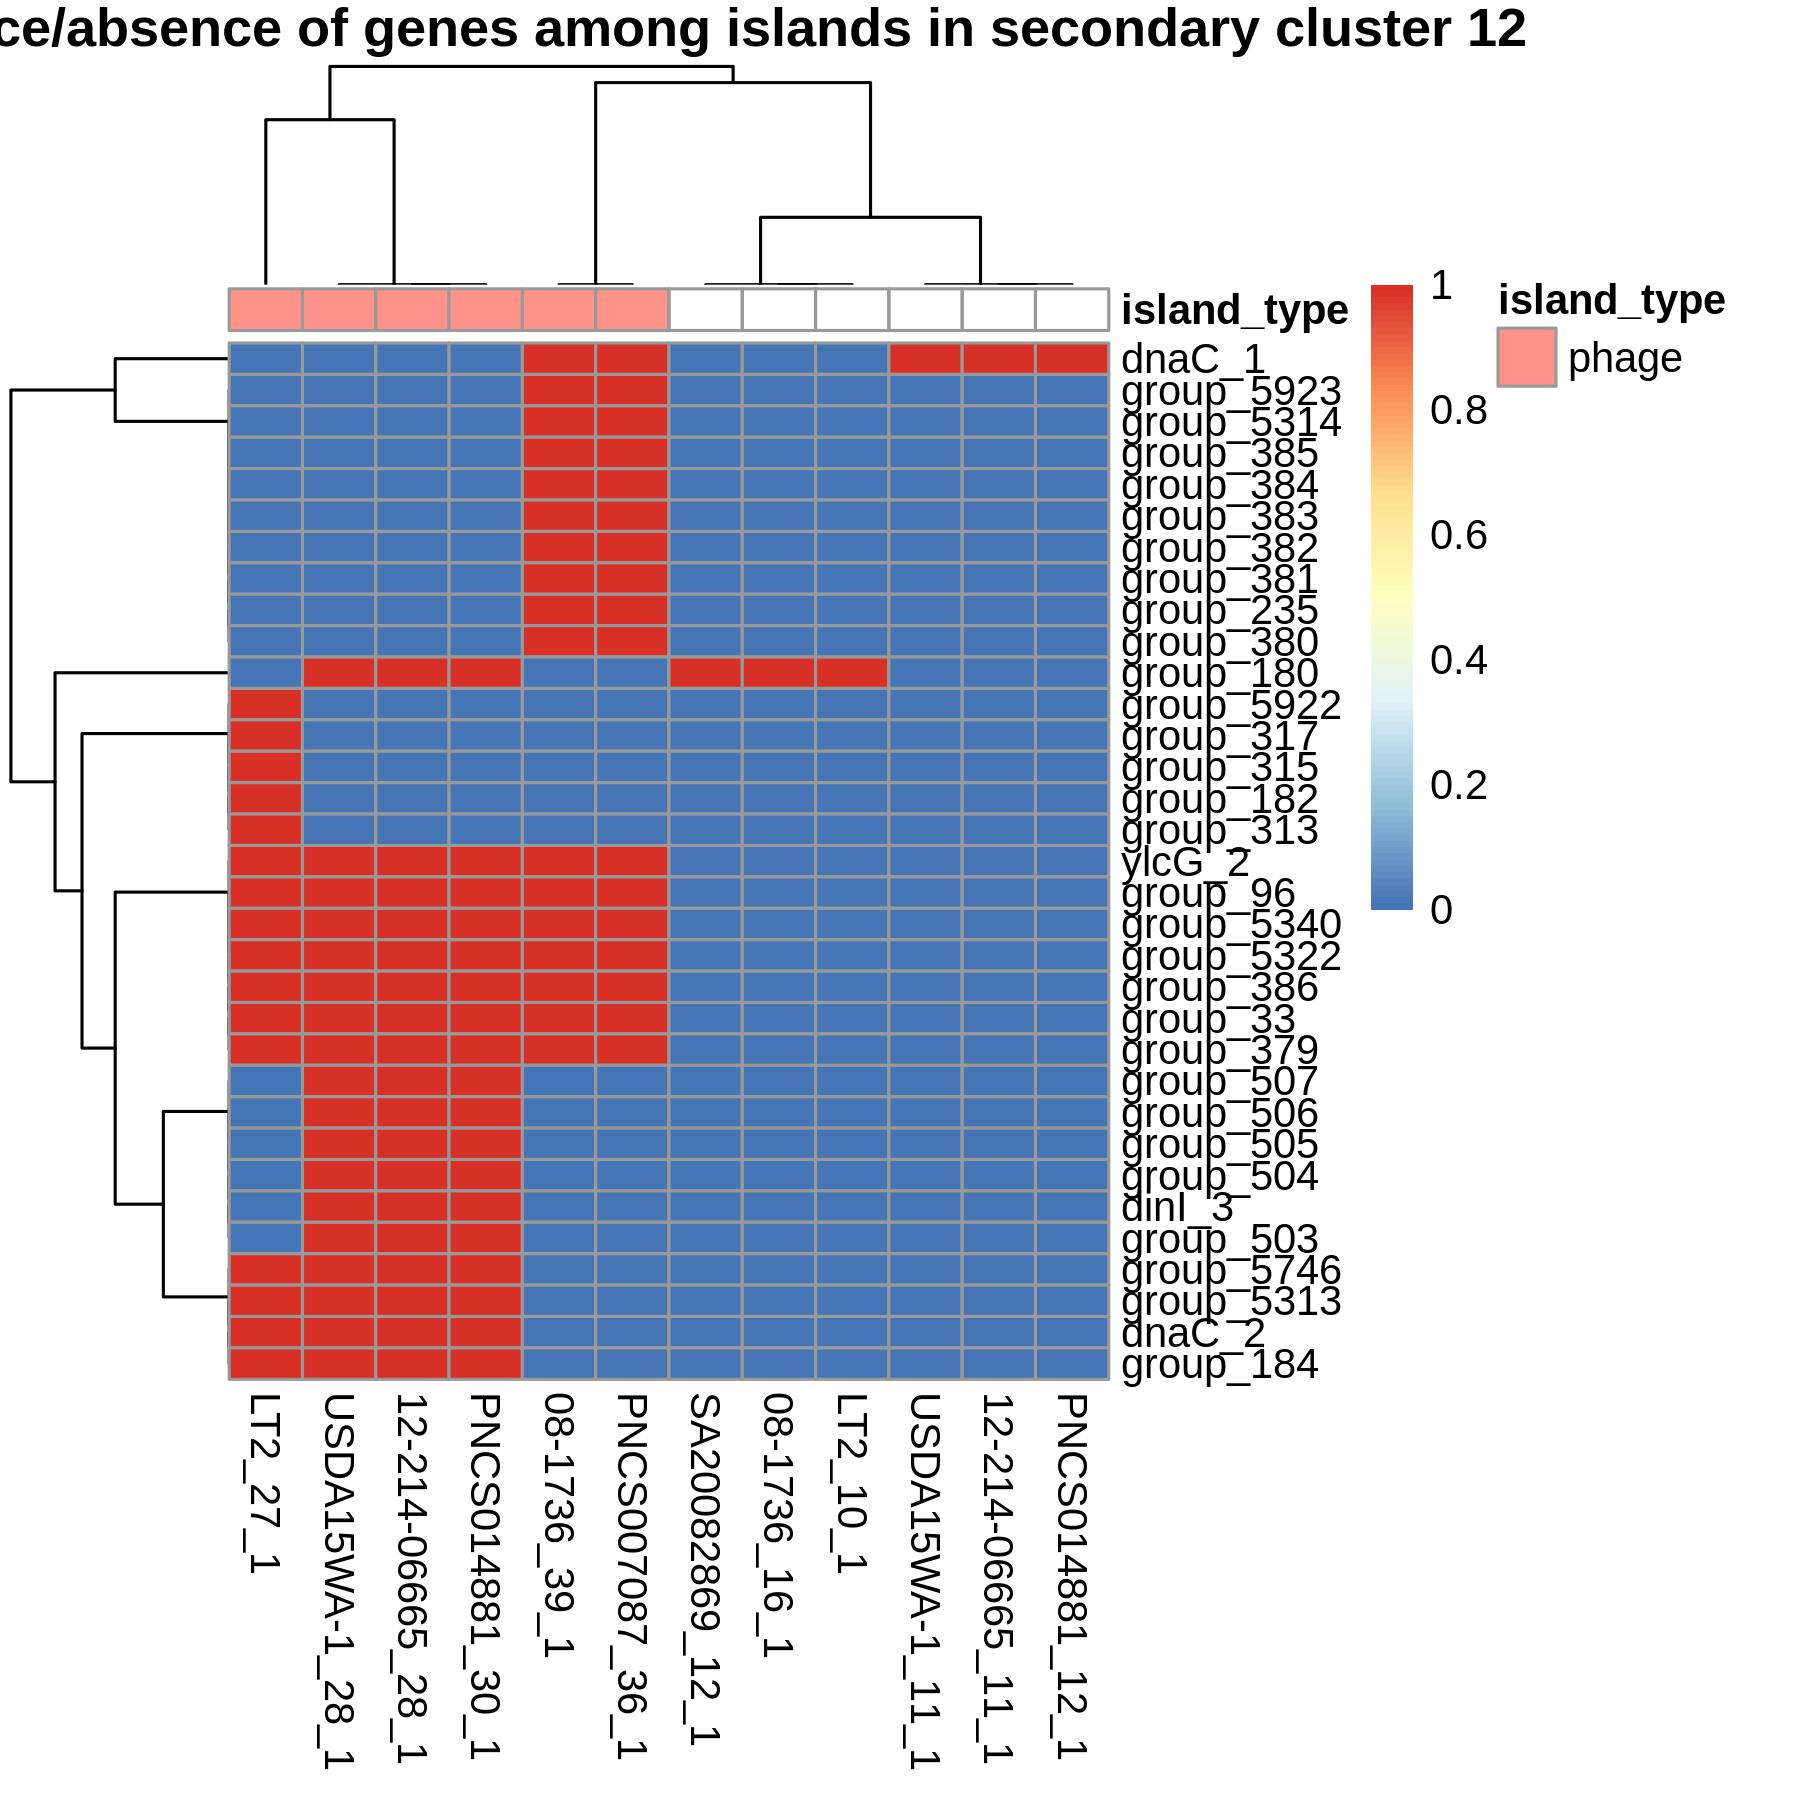 ce/absence of genes among islands in secondary cluster 12
island_type
dnaC_1
group_5923
group_5314
group_385
group_384
group_383
group_382
group_381
group_235
group_380
group_180
group_5922
group_317
group_315
group_182
group_313
ylcG_2
group_96
group_5340
group_5322
group_386
group_33
group_379
group_507
group_506
group_505
group_504
dinI_3
group_503
group_5746
group_5313
dnaC_2
group_184
1
0.8
0.6
0.4
0.2
0
island_type
phage
LT2_27_1
USDA15WA-1_28_1
12-214-06665_28_1
PNCS014881_30_1
08-1736_39_1
PNCS007087_36_1
SA20082869_12_1
08-1736_16_1
LT2_10_1
USDA15WA-1_11_1
12-214-06665_11_1
PNCS014881_12_1